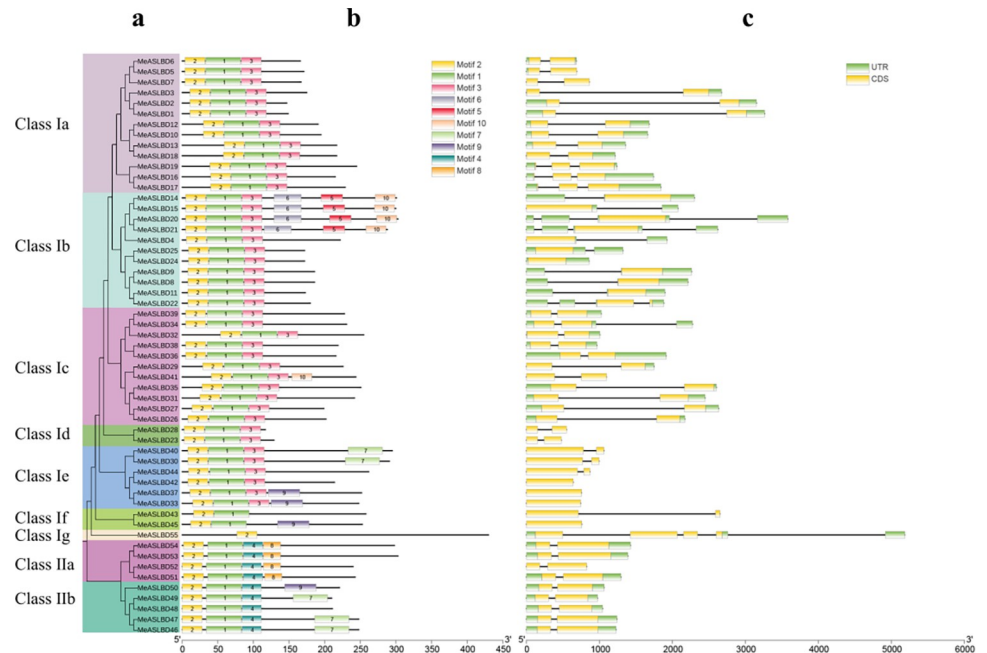 a b c
MeASLBD6
MeASLBD5
MeASLBD7
MeASLBD3
MeASLBD2
MeASLBD1
MeASLBD12
MeASLBD10
MeASLBD13
MeASLBD18
MeASLBD19
MeASLBD16
MeASLBD17
MeASLBD14
MeASLBD15
MeASLBD20
MeASLBD21
MeASLBD4
MeASLBD25
MeASLBD24
MeASLBD9
MeASLBD8
MeASLBD11
MeASLBD22
MeASLBD39
MeASLBD34
MeASLBD32
MeASLBD38
MeASLBD36
MeASLBD29
MeASLBD41
MeASLBD35
MeASLBD31
MeASLBD27
MeASLBD26
MeASLBD28
MeASLBD23
MeASLBD40
MeASLBD30
MeASLBD44
MeASLBD42
MeASLBD37
MeASLBD33
MeASLBD43
MeASLBD45
MeASLBD55
MeASLBD54
MeASLBD53
MeASLBD52
MeASLBD51
MeASLBD50
MeASLBD49
MeASLBD48
MeASLBD47
MeASLBD46
Class Ia
Class Ib
Class Ic
Class Id
Class Ie
Class If
Class Ig
Class IIa
Class IIb
Motif 2
Motif 1
Motif 3
Motif 6
Motif 5
Motif 10
Motif 7
Motif 9
Motif 4
Motif 8
UTR
CDS
5' 3'
0 50 100 150 200 250 300 350 400 450
5' 3'
0 1000 2000 3000 4000 5000 6000